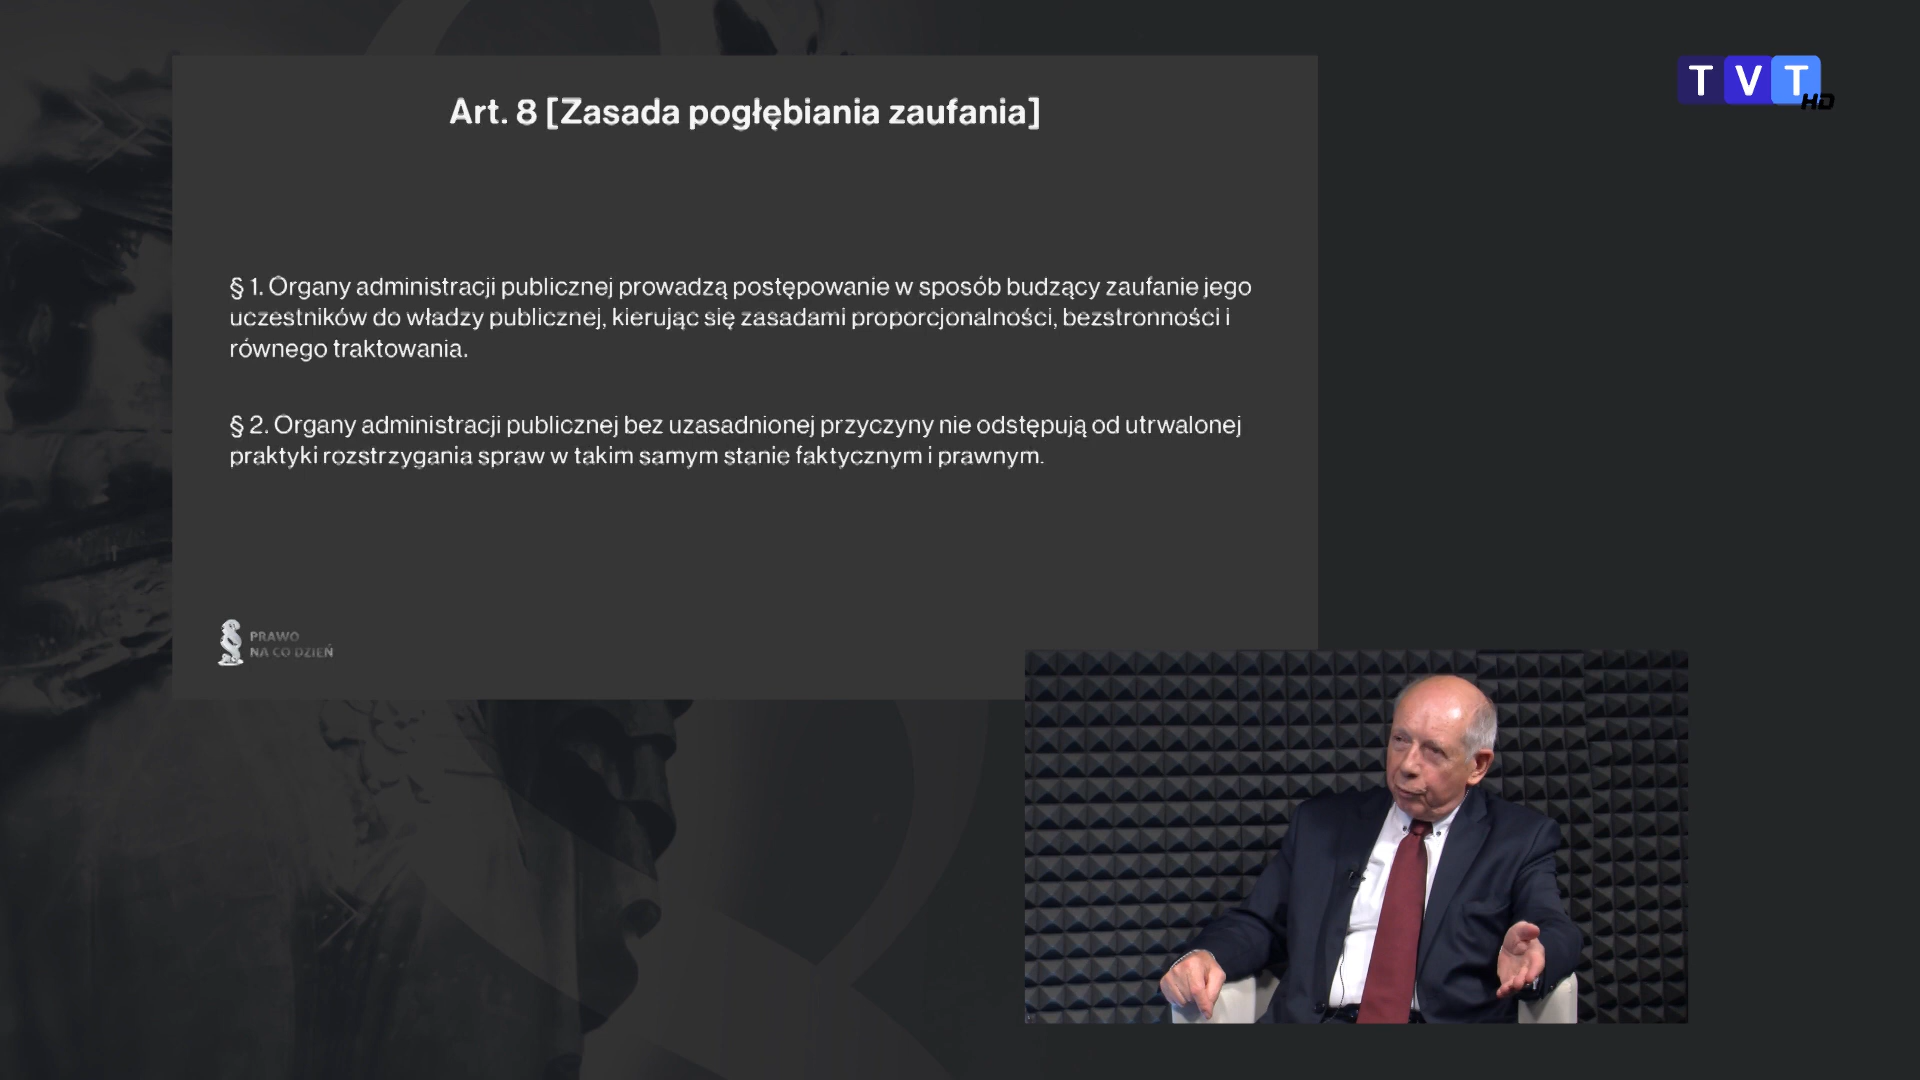 Art. 8 [Zasada pogłębiania zaufania]
TVT HD
§ 1. Organy administracji publicznej prowadzą postępowanie w sposób budzący zaufanie jego
uczestników do władzy publicznej, kierując się zasadami proporcjonalności, bezstronności i
równego traktowania.
§ 2. Organy administracji publicznej bez uzasadnionej przyczyny nie odstępują od utrwalonej
praktyki rozstrzygania spraw w takim samym stanie faktycznym i prawnym.
PRAWO
NA CO DZIEŃ